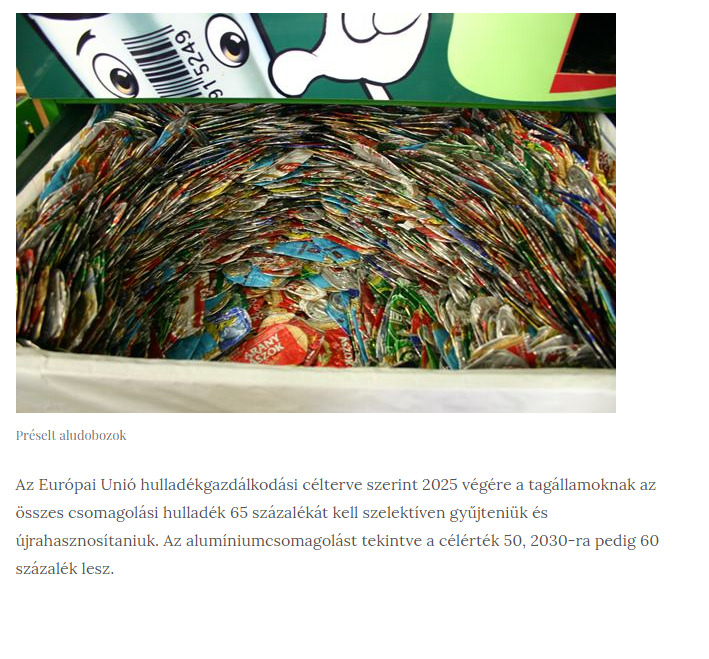 915249
ARANY
ÁSZOK
Préselt aludobozok
Az Európai Unió hulladékgazdálkodási célterve szerint 2025 végére a tagállamoknak az
összes csomagolási hulladék 65 százalékát kell szelektíven gyűjteniük és
újrahasznosítaniuk. Az alumíniumcsomagolást tekintve a célérték 50, 2030-ra pedig 60
százalék lesz.